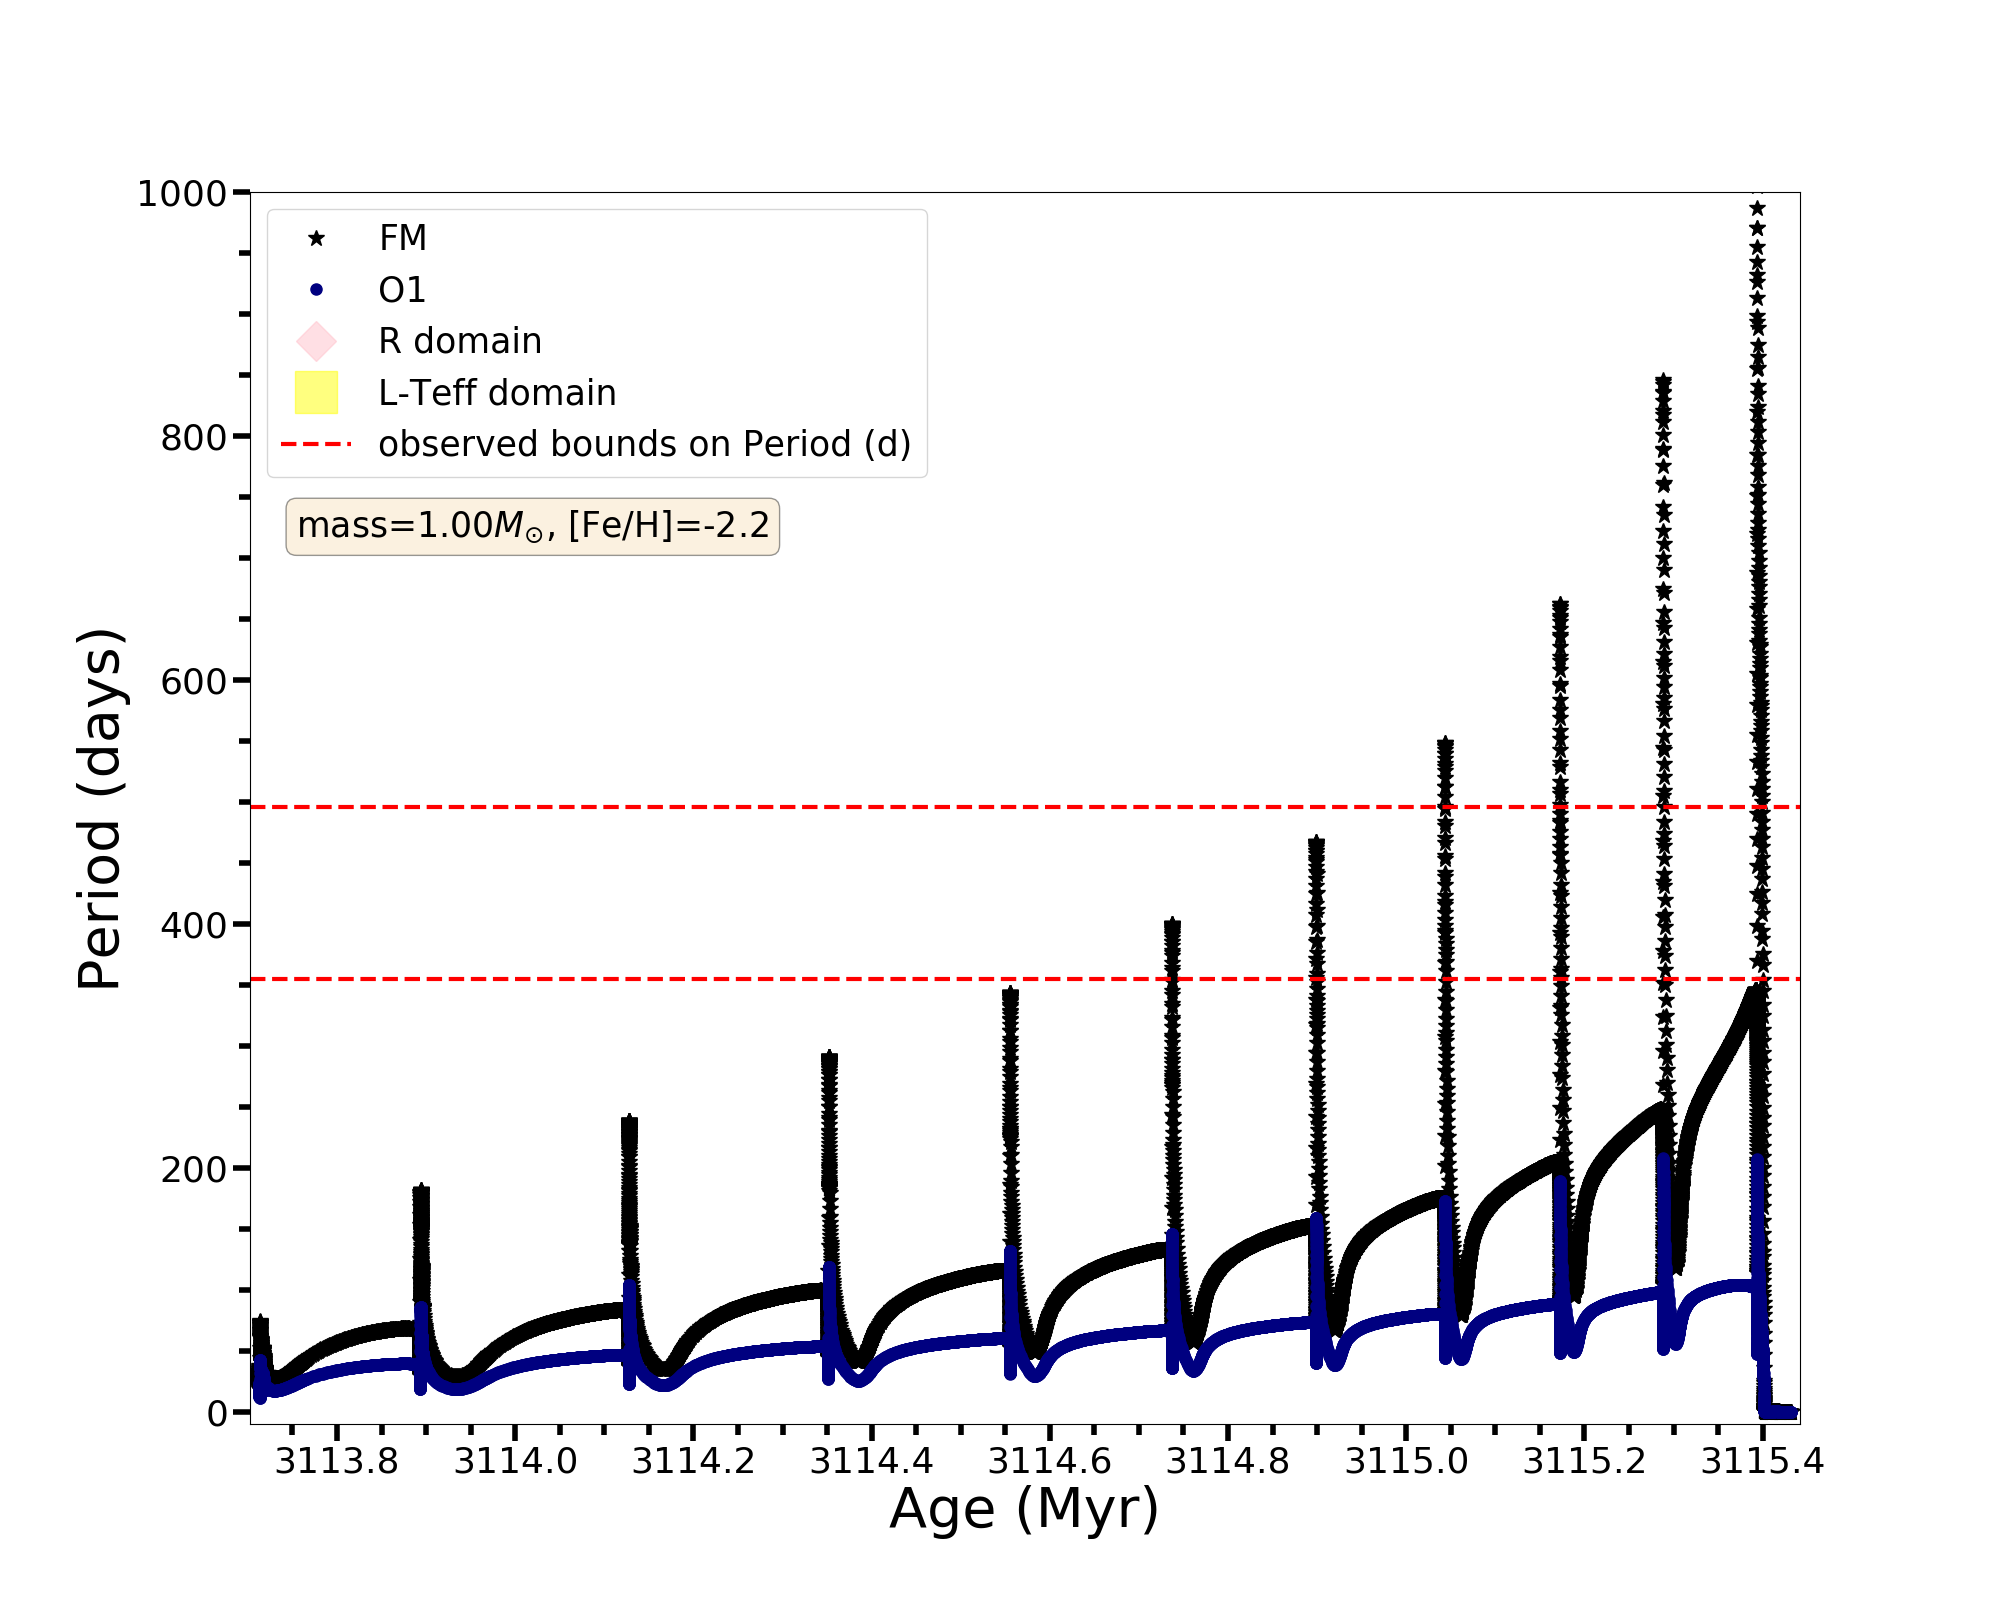 1000
800
600
400
200
0
Period (days)
FM
O1
R domain
L-Teff domain
observed bounds on Period (d)
mass=1.00M⊙, [Fe/H]=-2.2
3113.8 3114.0 3114.2 3114.4 3114.6 3114.8 3115.0 3115.2 3115.4
Age (Myr)